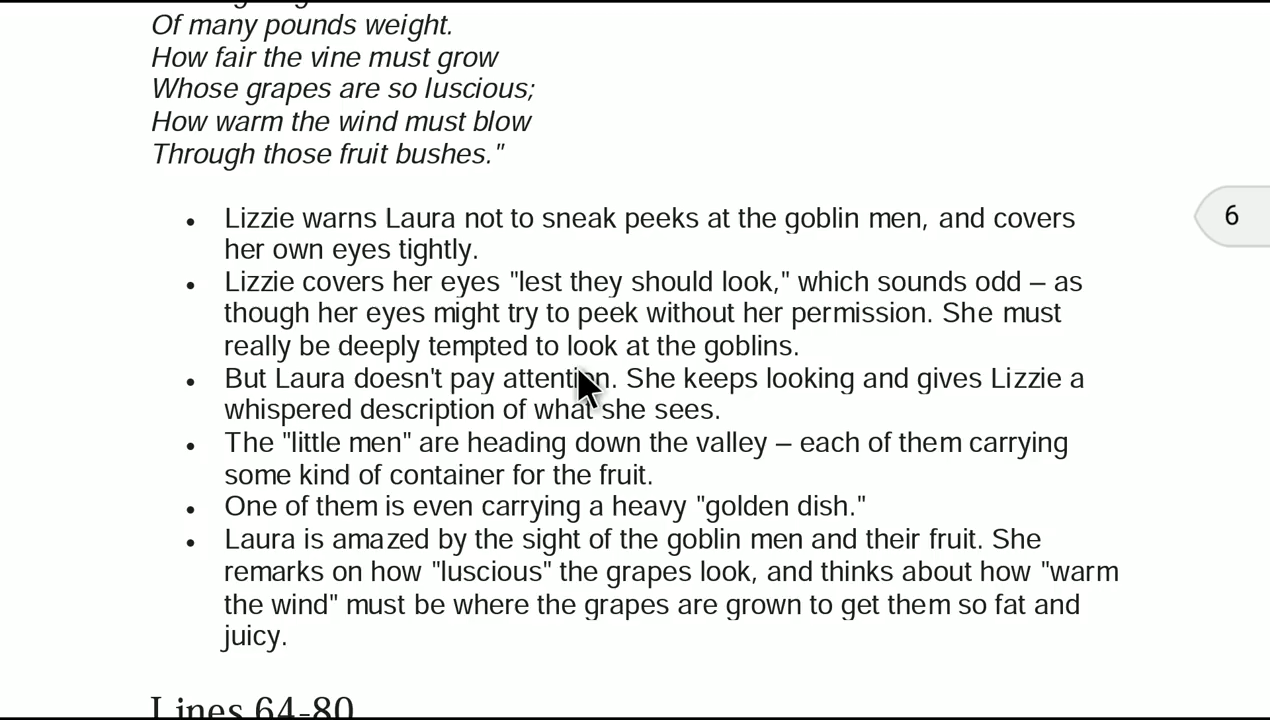 Of many pounds weight.
How fair the vine must grow
Whose grapes are so luscious;
How warm the wind must blow
Through those fruit bushes."
• Lizzie warns Laura not to sneak peeks at the goblin men, and covers
her own eyes tightly.
• Lizzie covers her eyes "lest they should look," which sounds odd – as
though her eyes might try to peek without her permission. She must
really be deeply tempted to look at the goblins.
• But Laura doesn't pay attention. She keeps looking and gives Lizzie a
whispered description of what she sees.
• The "little men" are heading down the valley – each of them carrying
some kind of container for the fruit.
• One of them is even carrying a heavy "golden dish."
• Laura is amazed by the sight of the goblin men and their fruit. She
remarks on how "luscious" the grapes look, and thinks about how "warm
the wind" must be where the grapes are grown to get them so fat and
juicy.
Lines 64-80
6